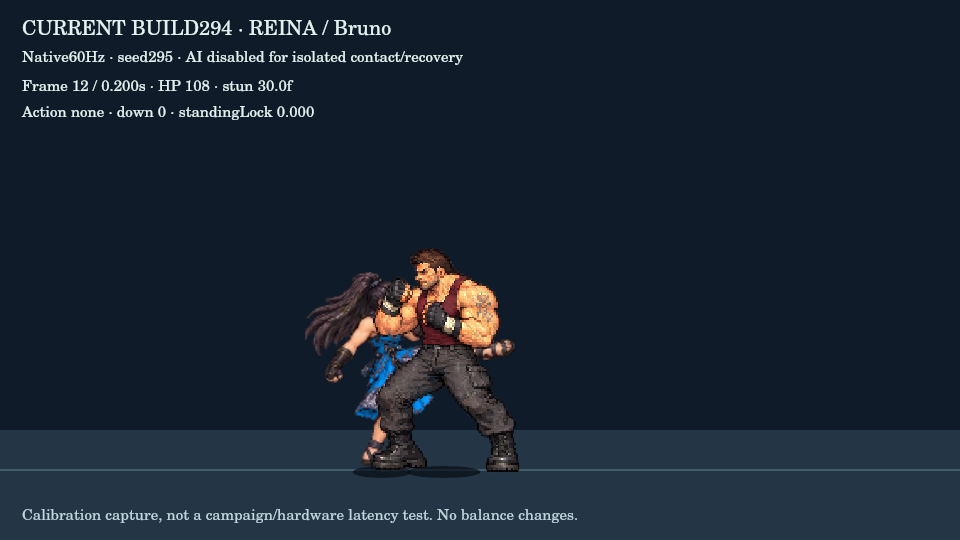 CURRENT BUILD294 · REINA / Bruno
Native60Hz · seed295 · AI disabled for isolated contact/recovery
Frame 12 / 0.200s · HP 108 · stun 30.0f
Action none · down 0 · standingLock 0.000
Calibration capture, not a campaign/hardware latency test. No balance changes.